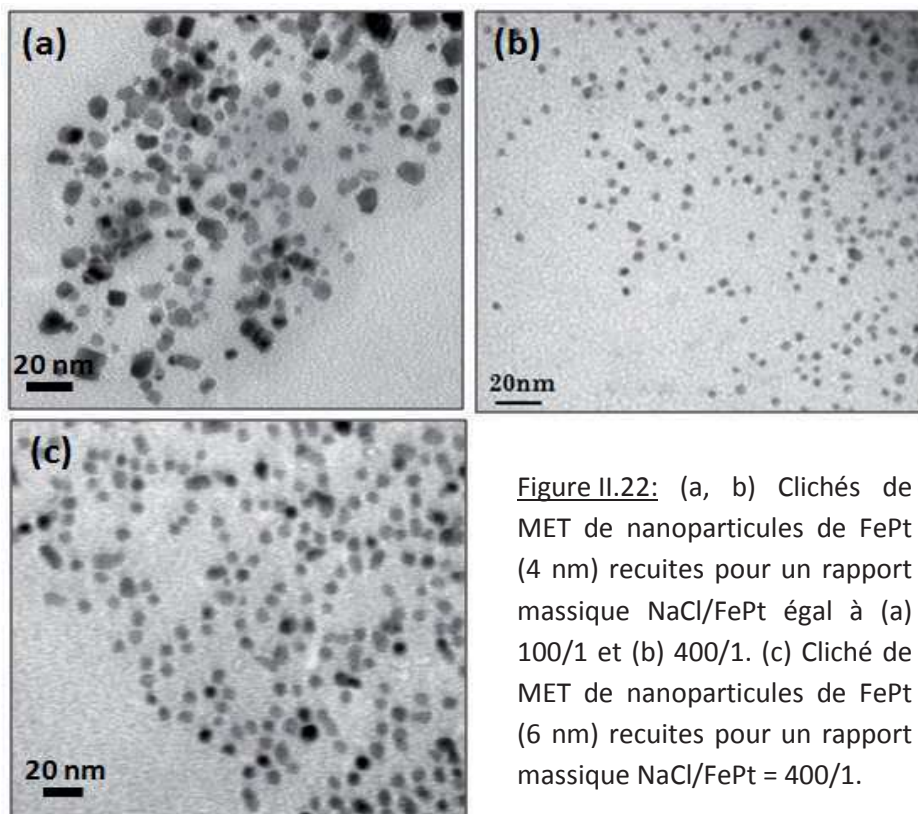 (a)
20 nm
(b)
20nm
(c)
20 nm
Figure II.22: (a, b) Clichés de
MET de nanoparticules de FePt
(4 nm) recuites pour un rapport
massique NaCl/FePt égal à (a)
100/1 et (b) 400/1. (c) Cliché de
MET de nanoparticules de FePt
(6 nm) recuites pour un rapport
massique NaCl/FePt = 400/1.